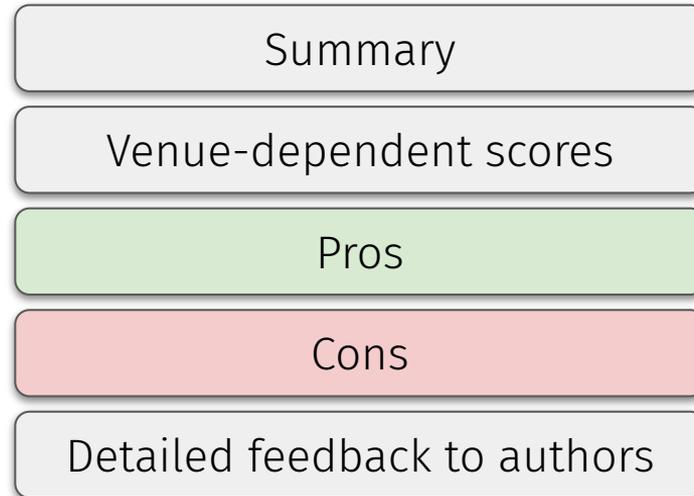 Summary
Venue-dependent scores
Pros
Cons
Detailed feedback to authors